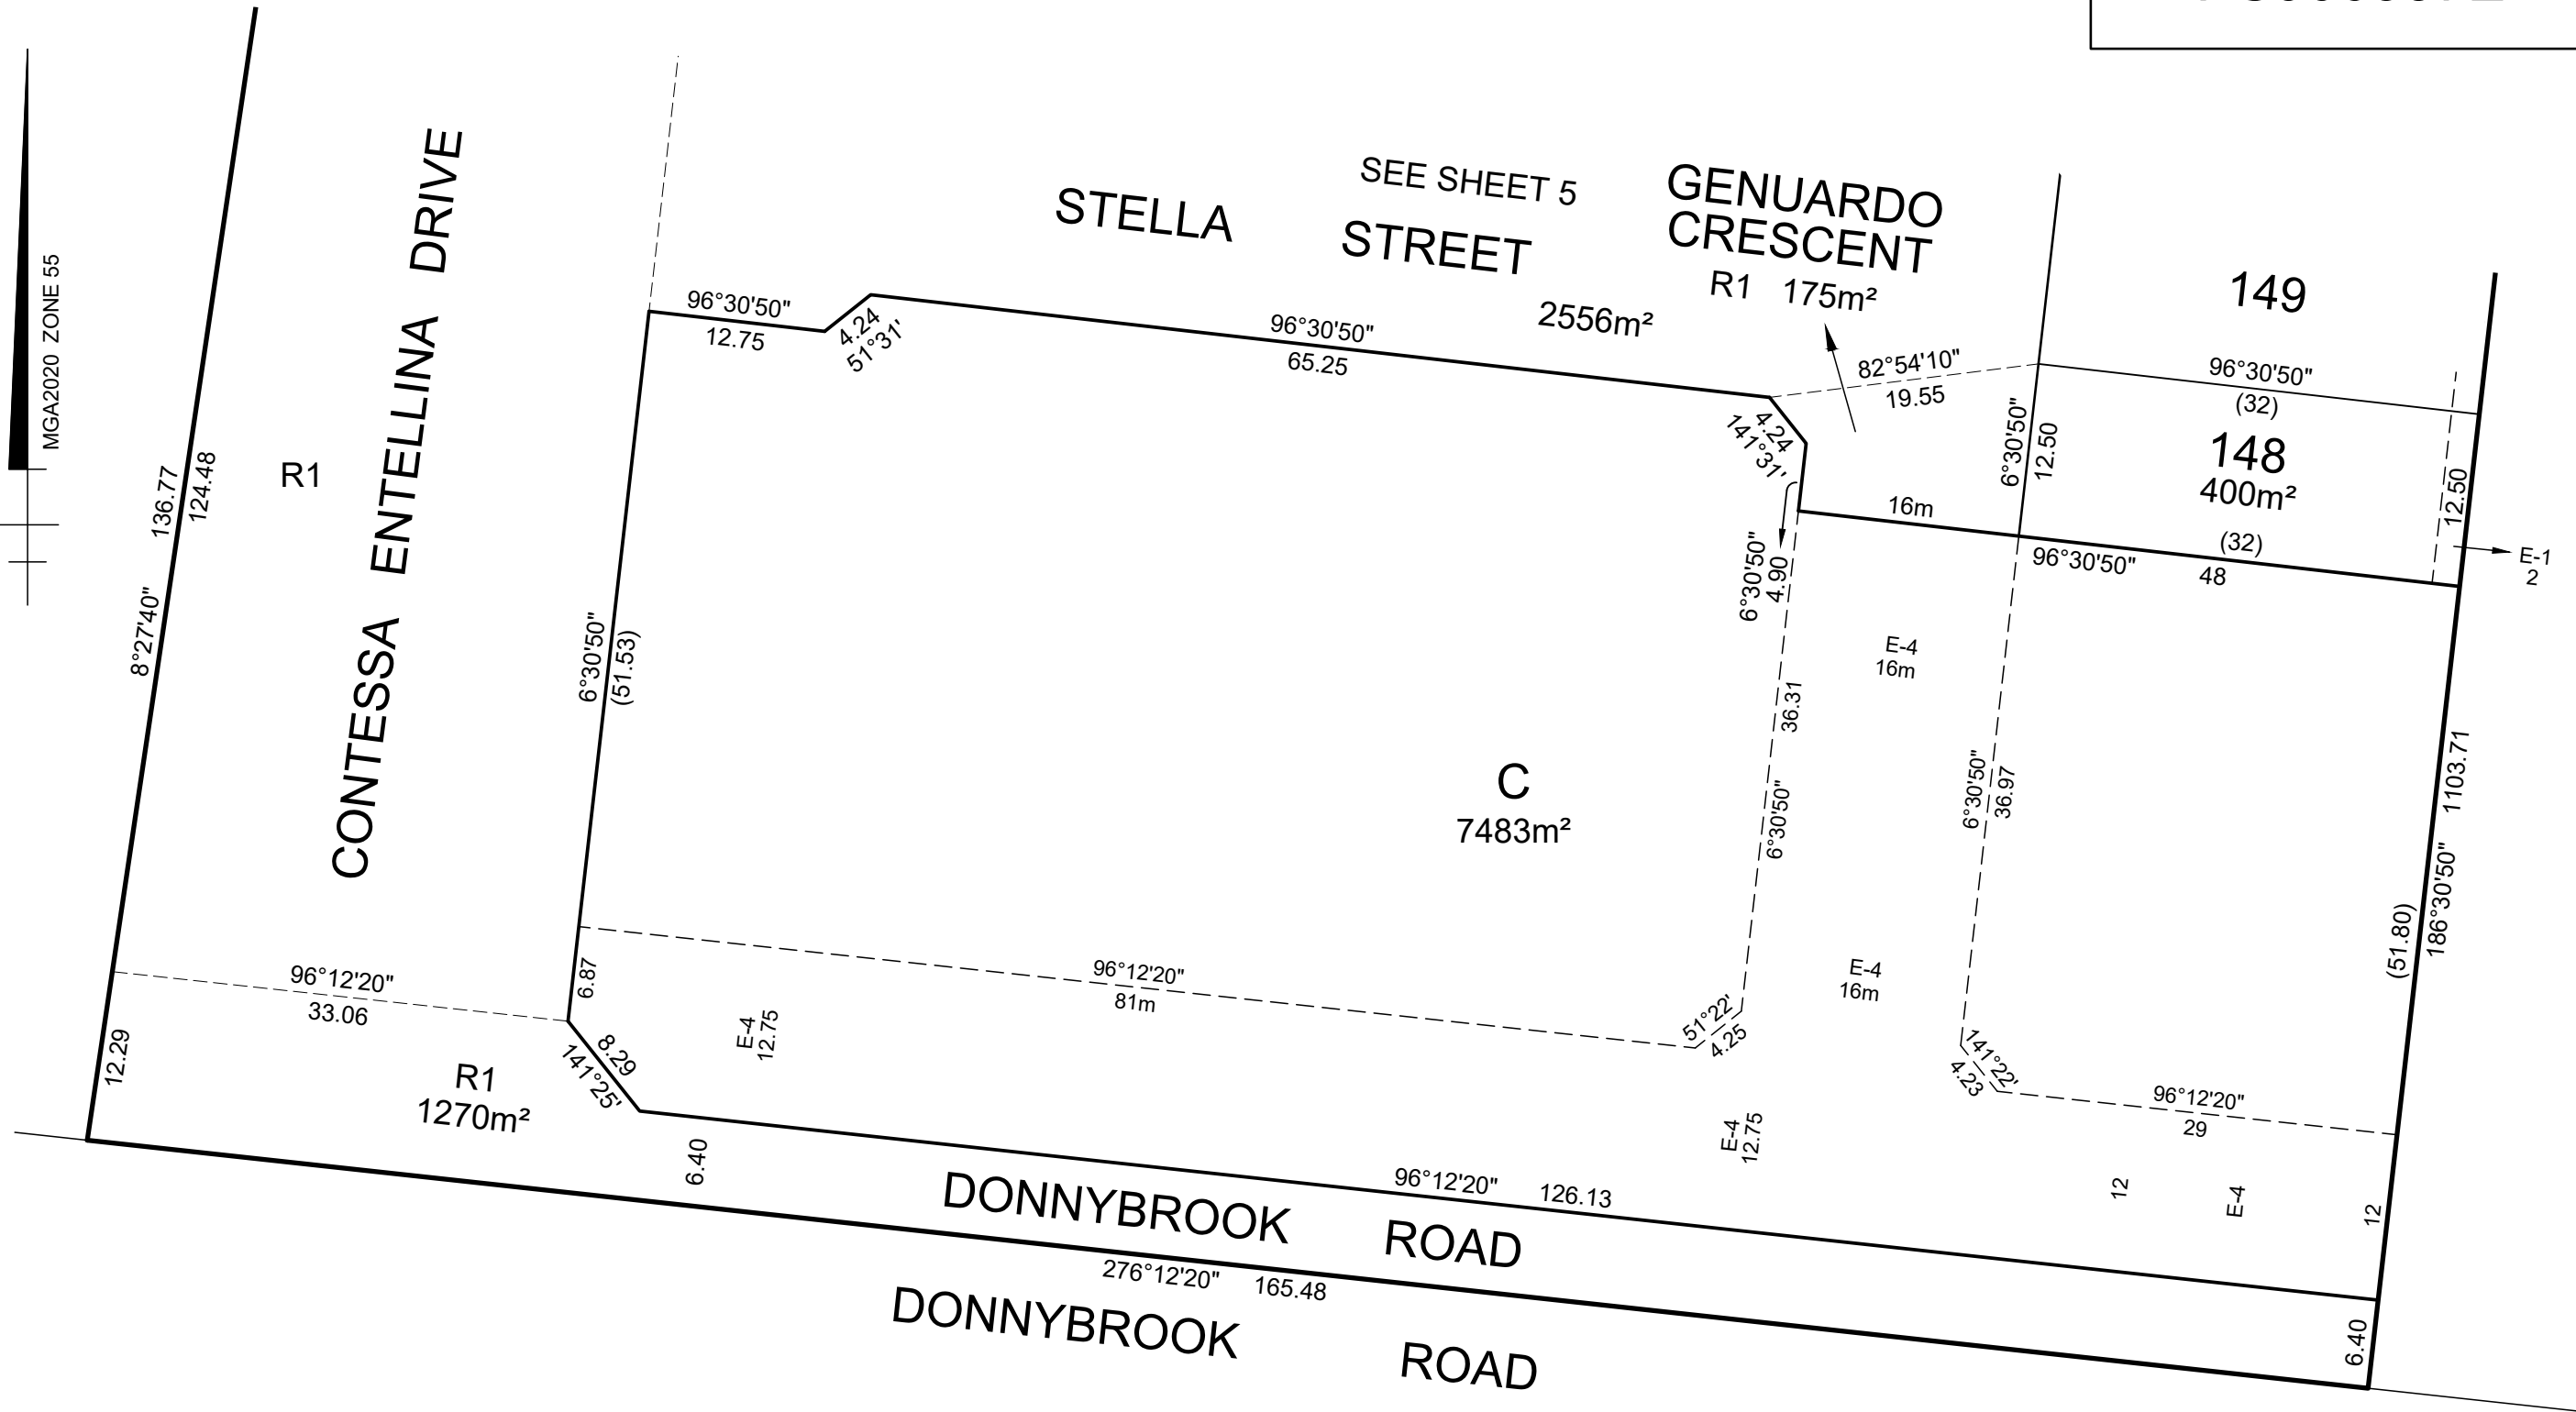 MGA2020 ZONE 55
CONTESSA ENTELLINA DRIVE
R1
136.77
124.48
8°27'40"
STELLA STREET
SEE SHEET 5
2556m²
GENUARDO
CRESCENT
R1 175m²
96°30'50"
12.75
4.24
51°31'
96°30'50"
65.25
82°54'10"
19.55
4.24
141°31'
6°30'50"
4.90
16m
6°30'50"
12.50
149
96°30'50"
(32)
148
400m²
12.50
(32)
96°30'50"
48
E-1
2
6°30'50"
(51.53)
C
7483m²
E-4
16m
36.31
6°30'50"
6°30'50"
36.97
1103.71
186°30'50"
(51.80)
96°12'20"
33.06
12.29
6.87
8.29
141°25'
E-4
12.75
96°12'20"
81m
51°22'
4.25
E-4
16m
141°22'
4.23
96°12'20"
29
E-4
12.75
12
E-4
12
R1
1270m²
6.40
96°12'20" 126.13
DONNYBROOK ROAD
276°12'20" 165.48
DONNYBROOK ROAD
6.40